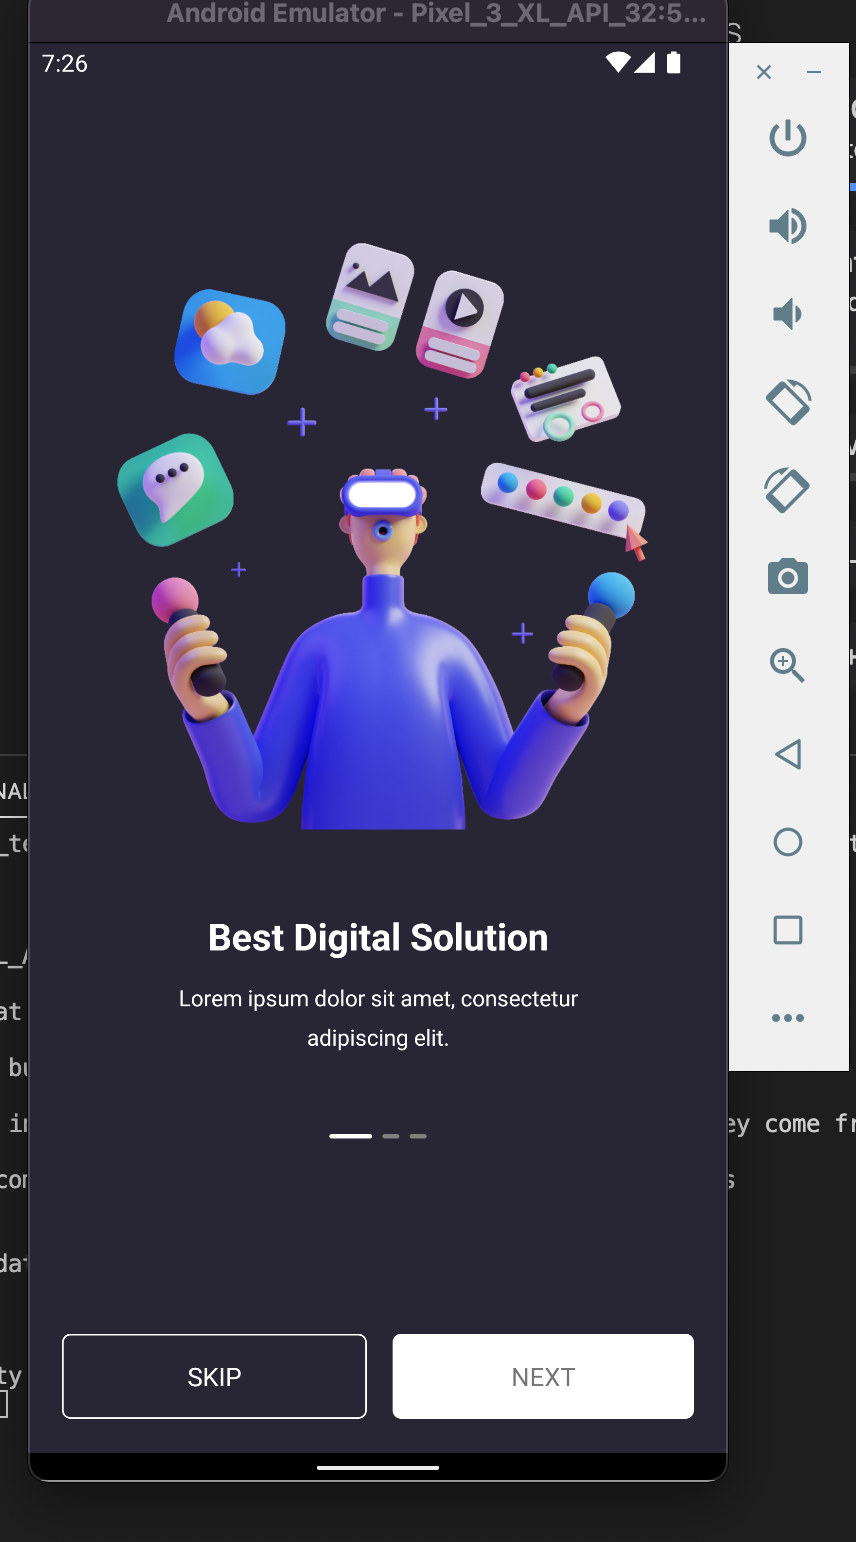 Android Emulator - Pixel_3_XL_API_32:5...
7:26
Best Digital Solution
Lorem ipsum dolor sit amet, consectetur
adipiscing elit.
ey come fr
SKIP
NEXT